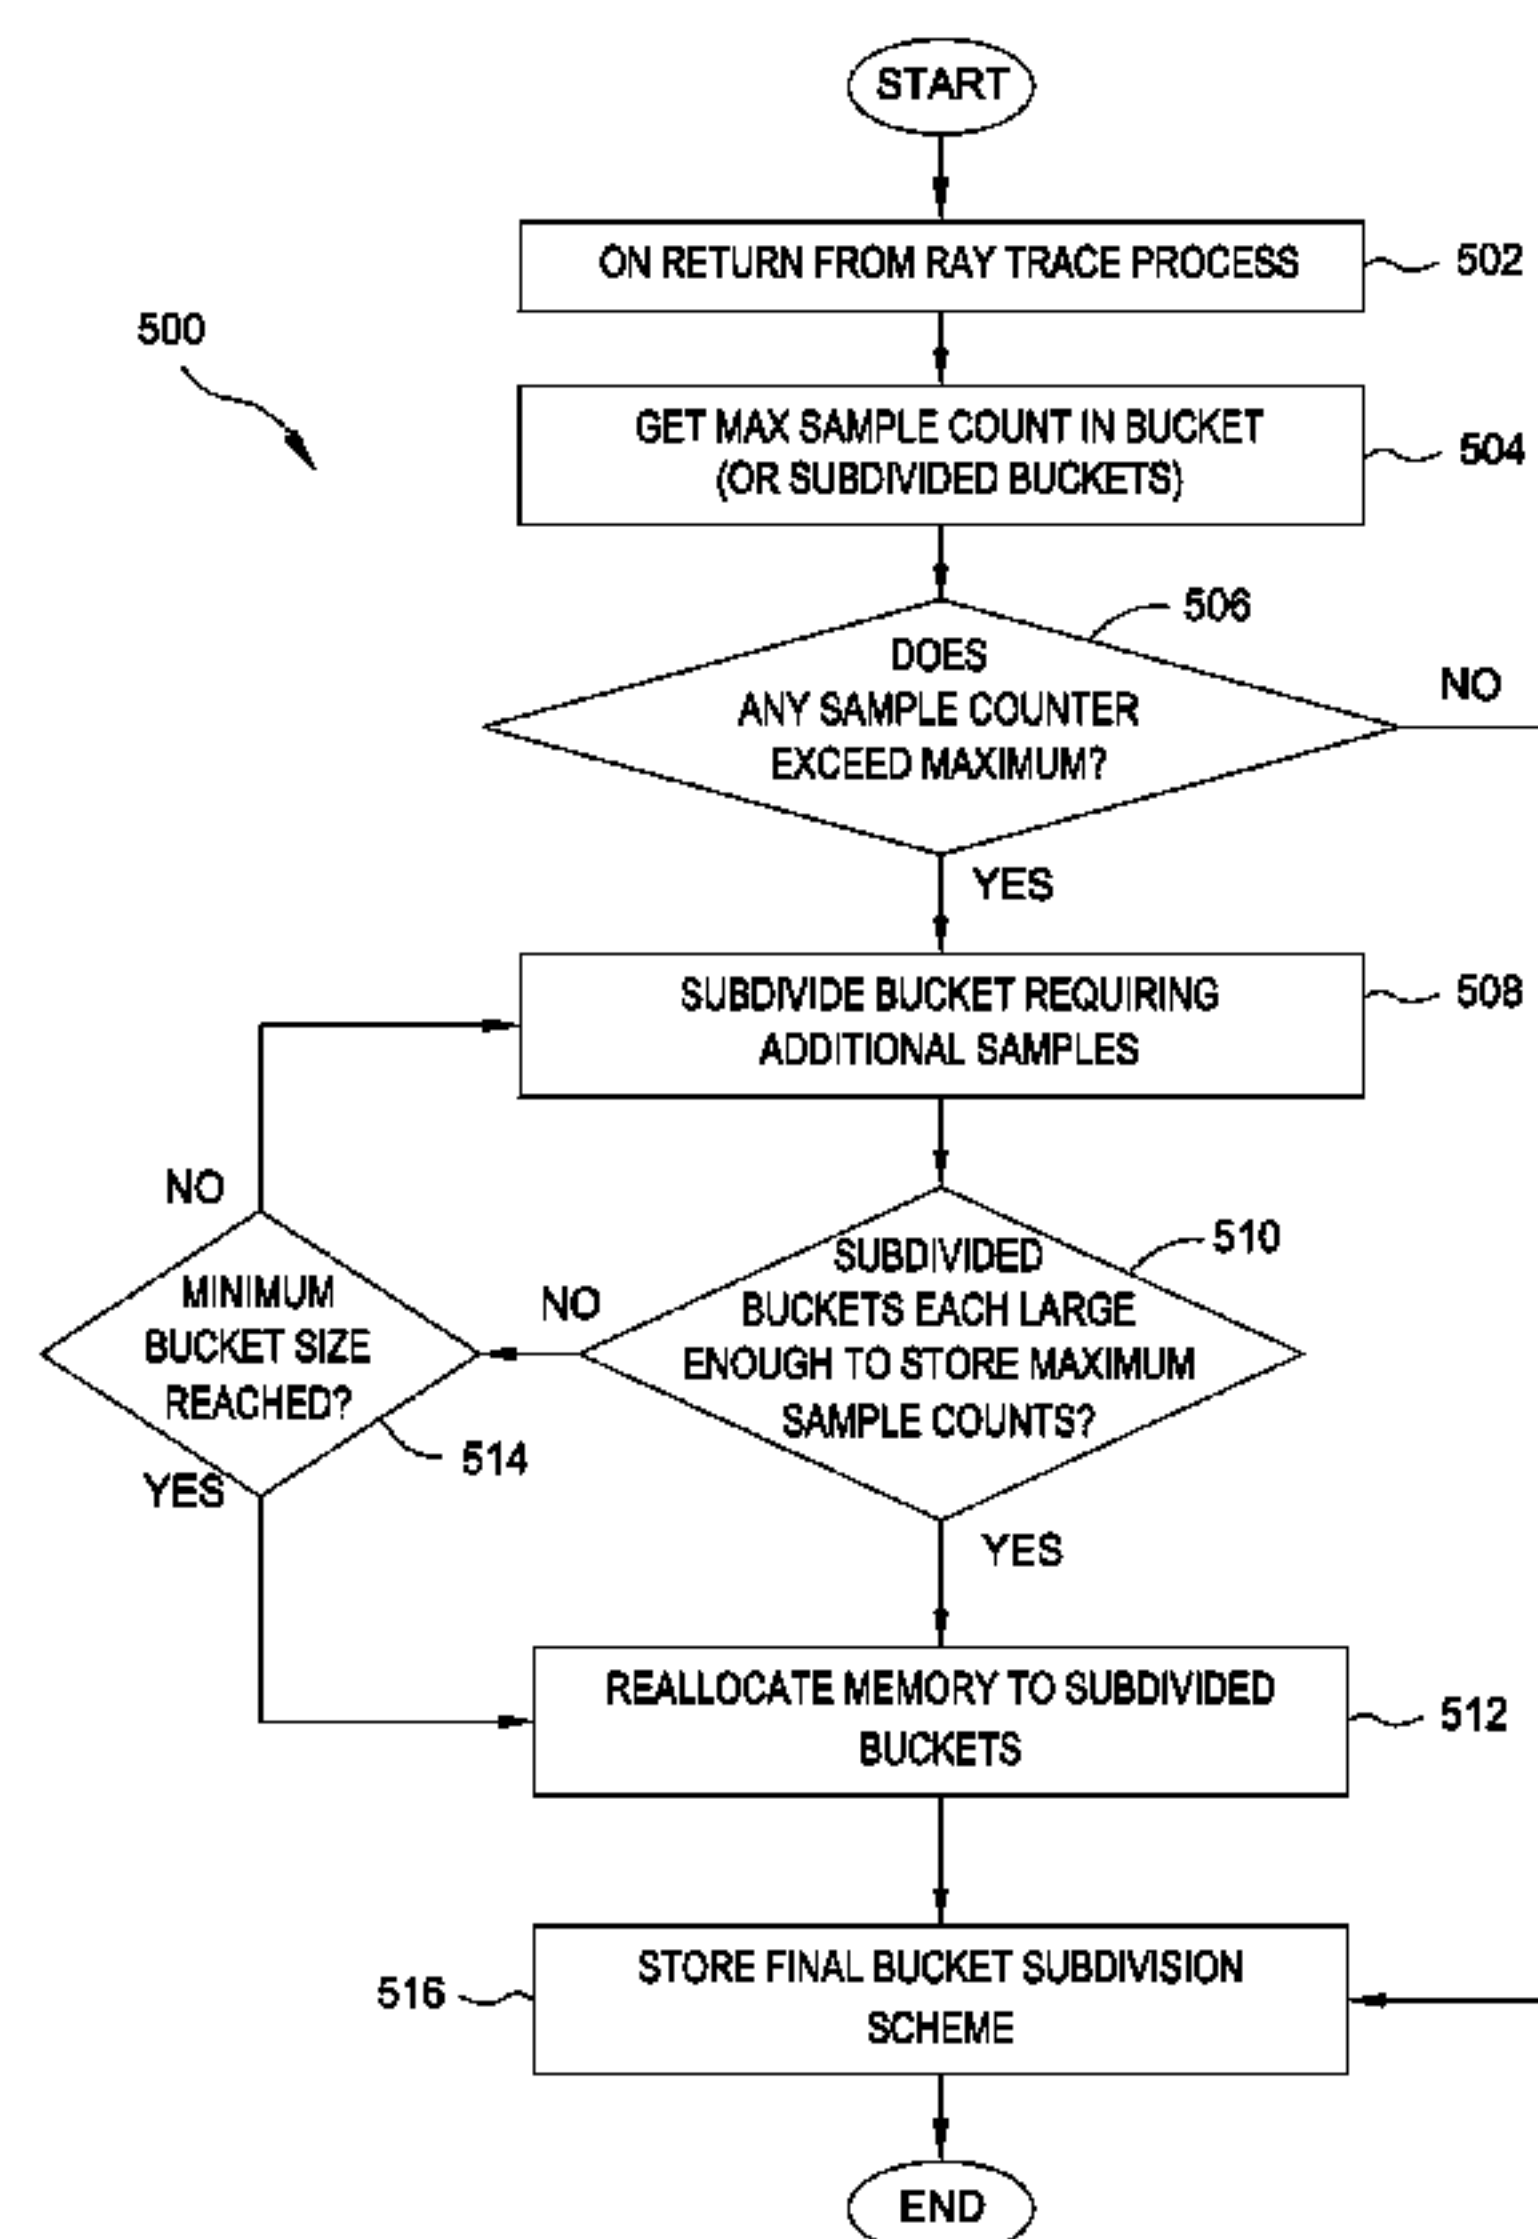 START
ON RETURN FROM RAY TRACE PROCESS
502
500
GET MAX SAMPLE COUNT IN BUCKET
(OR SUBDIVIDED BUCKETS)
504
506
DOES
ANY SAMPLE COUNTER
EXCEED MAXIMUM?
NO
YES
SUBDIVIDE BUCKET REQUIRING
ADDITIONAL SAMPLES
508
NO
SUBDIVIDED
BUCKETS EACH LARGE
ENOUGH TO STORE MAXIMUM
SAMPLE COUNTS?
510
NO
MINIMUM
BUCKET SIZE
REACHED?
514
YES
YES
REALLOCATE MEMORY TO SUBDIVIDED
BUCKETS
512
STORE FINAL BUCKET SUBDIVISION
SCHEME
516
END